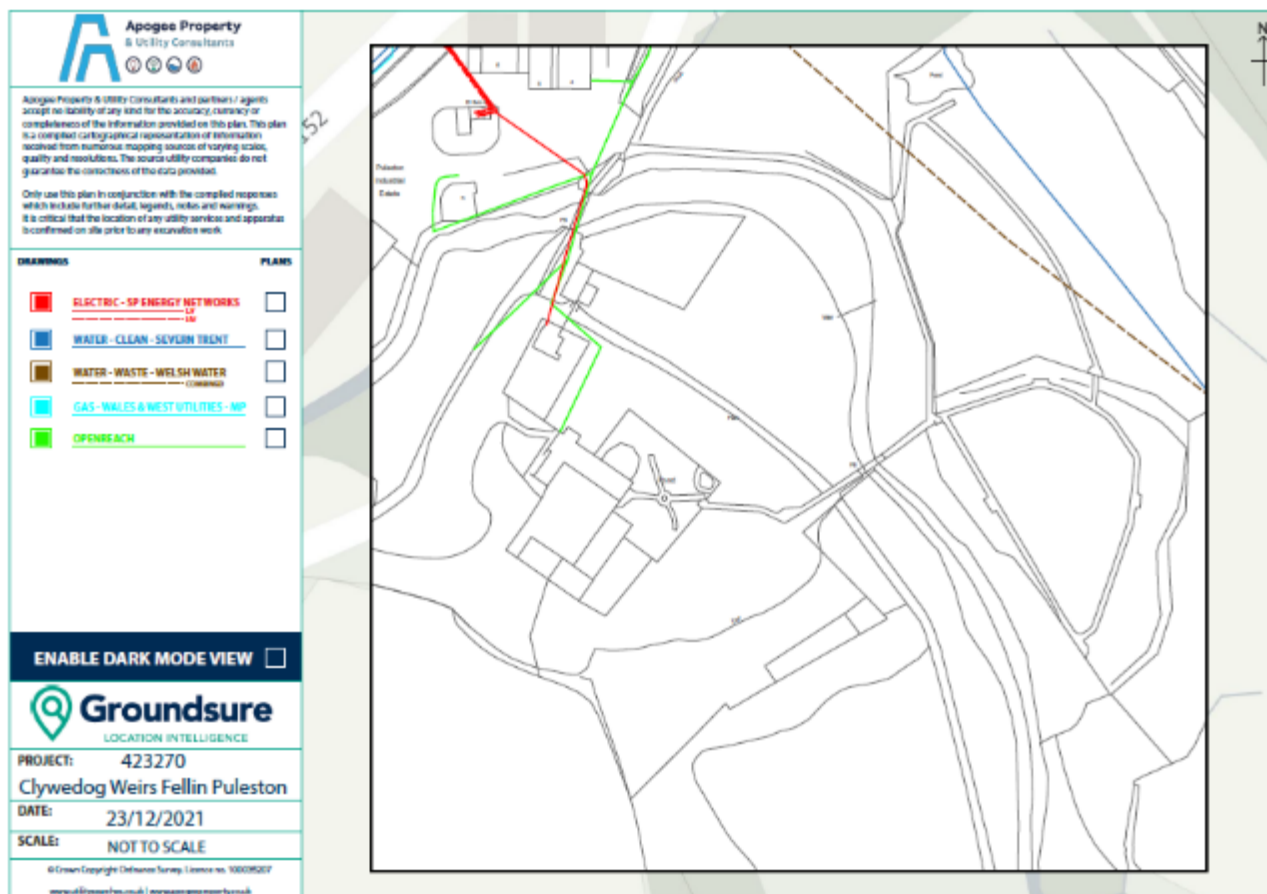 Apogee Property
& Utility Consultants
Apogee Property & Utility Consultants and partners / agents
accept no liability of any kind for the accuracy, currency or
completeness of the information provided on this plan. This plan
is a compiled cartographical representation of information
received from numerous mapping sources of varying scales,
quality and resolutions. The source utility companies do not
guarantee the correctness of the data provided.
Only use this plan in conjunction with the compiled responses
which include further detail, legends, notes and warnings.
It is critical that the location of any utility services and apparatus
is confirmed on site prior to any excavation work
DRAWINGS PLANS
ELECTRIC - SP ENERGY NETWORKS
LV
WATER - CLEAN - SEVERN TRENT
WATER - WASTE - WELSH WATER
COMBINED
GAS - WALES & WEST UTILITIES - MP
OPENREACH
ENABLE DARK MODE VIEW
Groundsure
LOCATION INTELLIGENCE
PROJECT: 423270
Clywedog Weirs Fellin Puleston
DATE: 23/12/2021
SCALE: NOT TO SCALE
© Crown Copyright Ordnance Survey. Licence no. 100035207
N
152
Puleston
Industrial
Estate
Pond
FB
Weir
FB
Pond